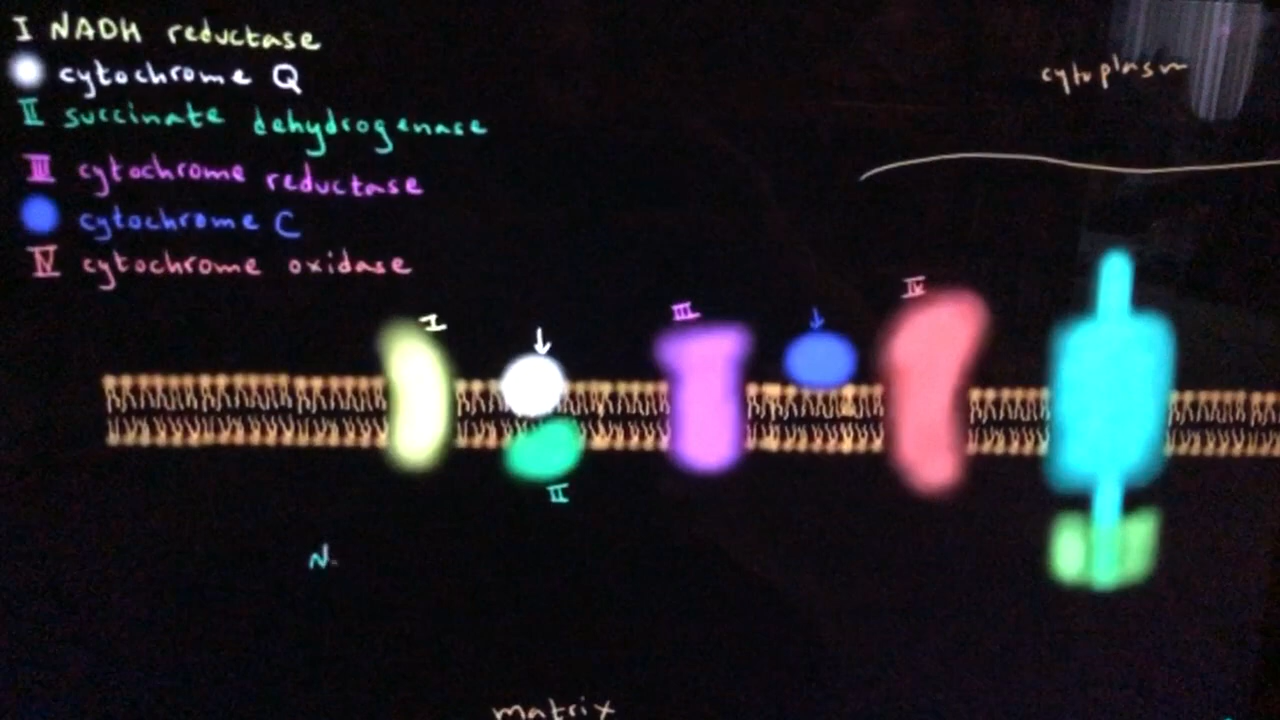 I NADH reductase
cytochrome Q
II succinate dehydrogenase
III cytochrome reductase
cytochrome C
IV cytochrome oxidase
cytoplasm
I
III
IV
II
N
matrix